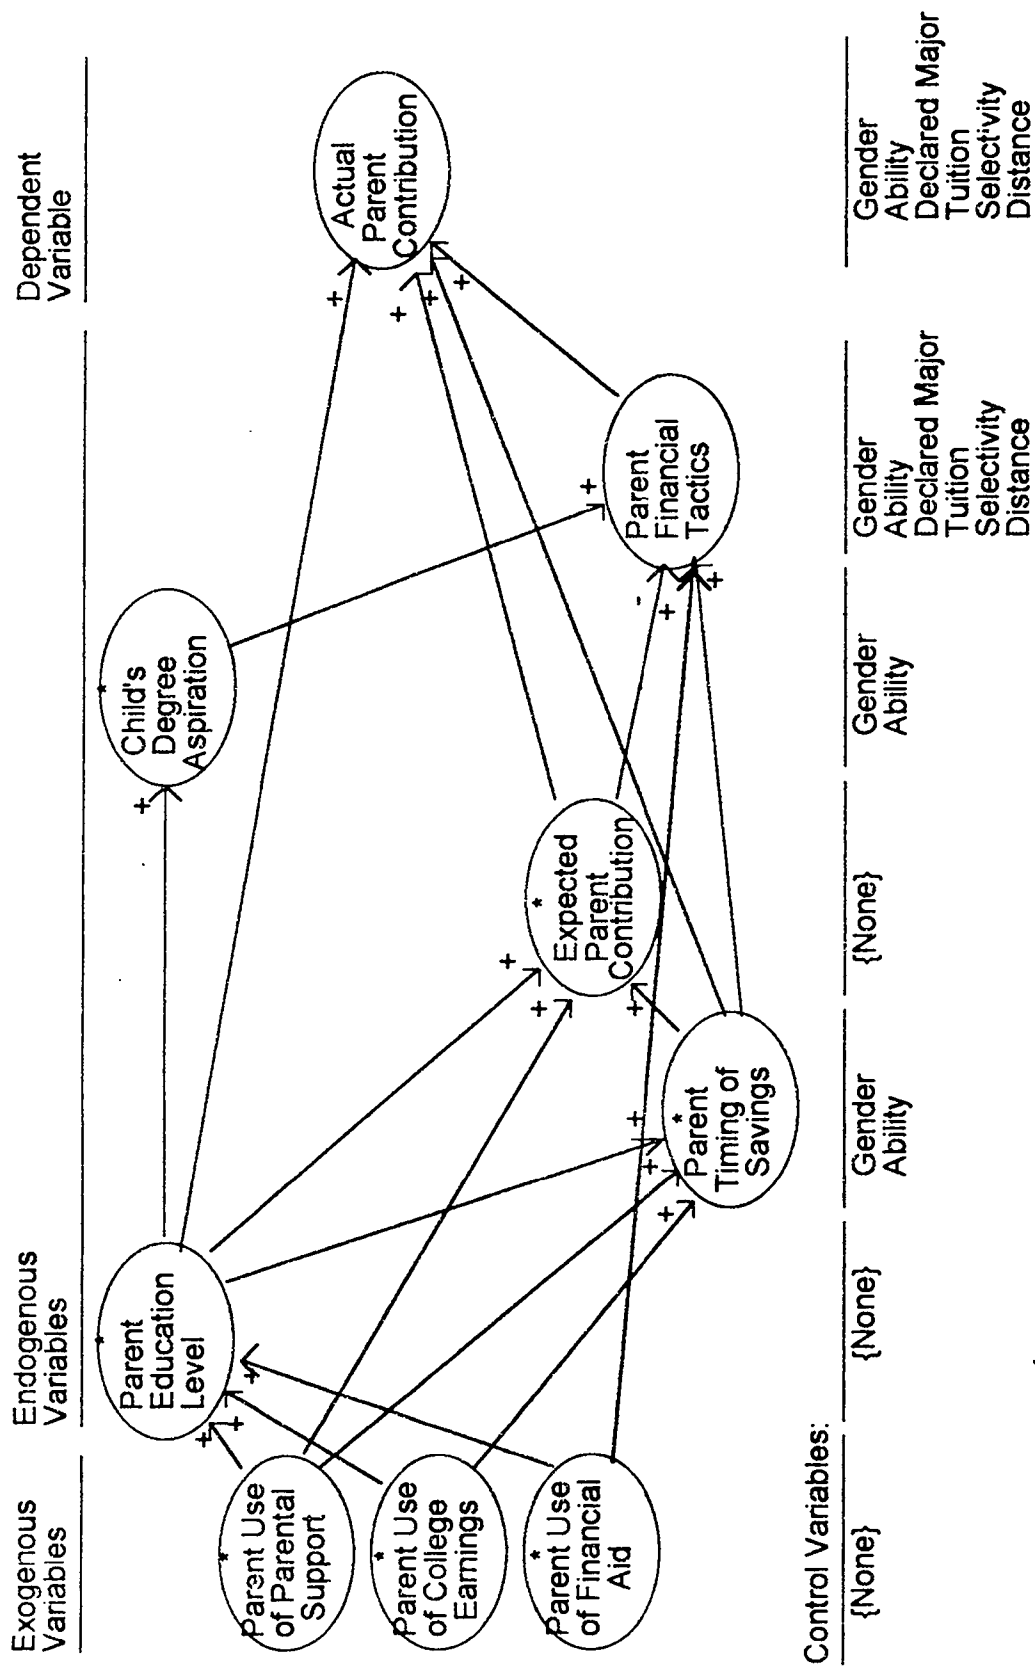 Exogenous
Variables
Endogenous
Variables
Dependent
Variable
*
Parent
Education
Level
+
+
+
*
Child's
Degree
Aspiration
+
Actual
Parent
Contribution
+
+
+
+
*
Parent Use
of Parental
Support
*
Parent Use
of College
Earnings
*
Parent Use
of Financial
Aid
*
Expected
Parent
Contribution
+
+
+
*
Parent
Timing of
Savings
+
+
+
Parent
Financial
Tactics
+
-
+
+
Control Variables:
{None}
{None}
Gender
Ability
{None}
Gender
Ability
Gender
Ability
Declared Major
Tuition
Selectivity
Distance
Gender
Ability
Declared Major
Tuition
Selectivity
Distance